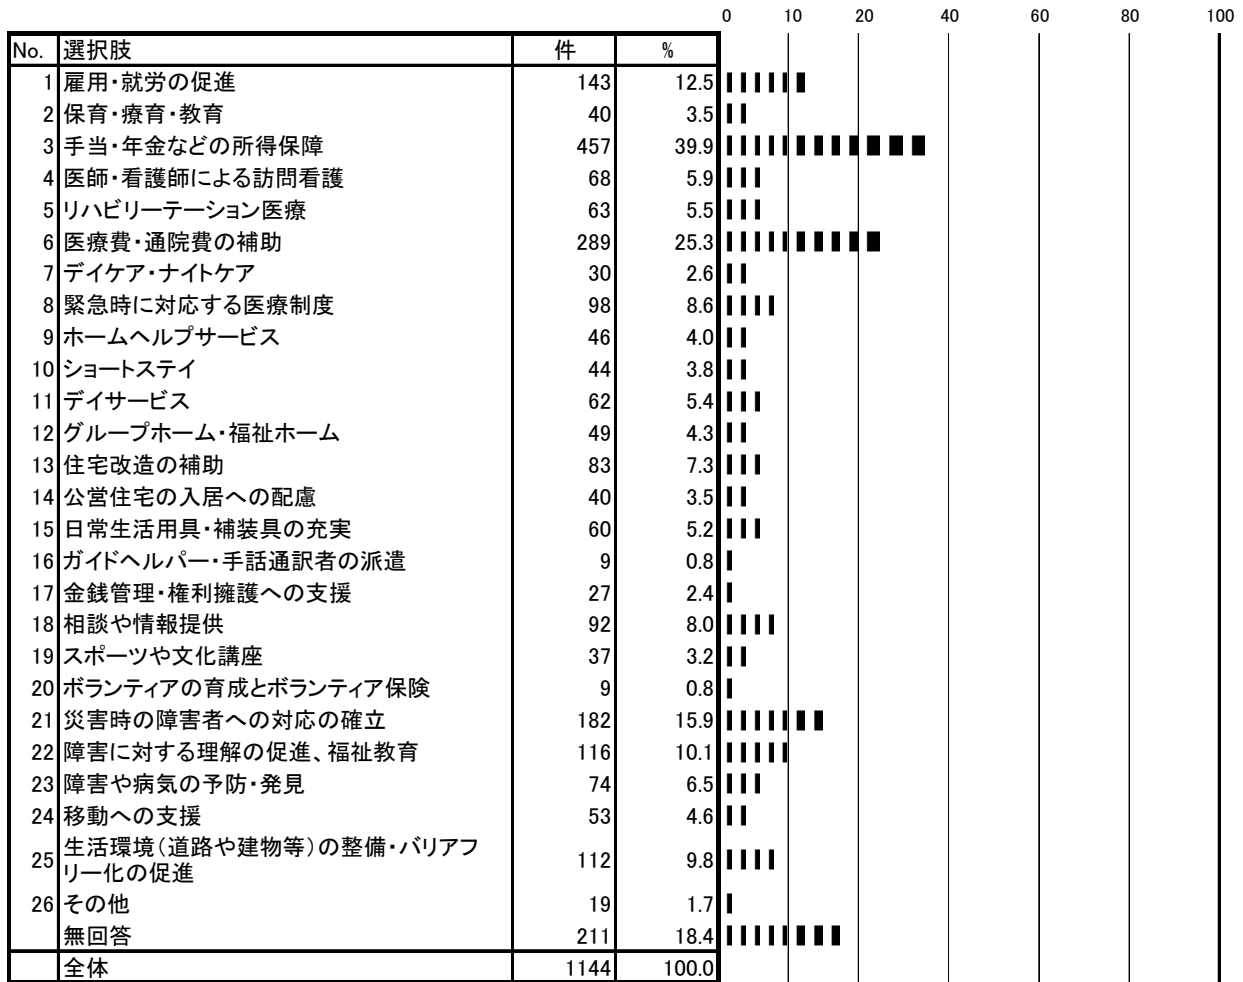 0 10 20 40 60 80 100
No. 選択肢 件 %
1 雇用・就労の促進 143 12.5
2 保育・療育・教育 40 3.5
3 手当・年金などの所得保障 457 39.9
4 医師・看護師による訪問看護 68 5.9
5 リハビリーテーション医療 63 5.5
6 医療費・通院費の補助 289 25.3
7 デイケア・ナイトケア 30 2.6
8 緊急時に対応する医療制度 98 8.6
9 ホームヘルプサービス 46 4.0
10 ショートステイ 44 3.8
11 デイサービス 62 5.4
12 グループホーム・福祉ホーム 49 4.3
13 住宅改造の補助 83 7.3
14 公営住宅の入居への配慮 40 3.5
15 日常生活用具・補装具の充実 60 5.2
16 ガイドヘルパー・手話通訳者の派遣 9 0.8
17 金銭管理・権利擁護への支援 27 2.4
18 相談や情報提供 92 8.0
19 スポーツや文化講座 37 3.2
20 ボランティアの育成とボランティア保険 9 0.8
21 災害時の障害者への対応の確立 182 15.9
22 障害に対する理解の促進、福祉教育 116 10.1
23 障害や病気の予防・発見 74 6.5
24 移動への支援 53 4.6
25 生活環境（道路や建物等）の整備・バリアフ
リー化の促進 112 9.8
26 その他 19 1.7
無回答 211 18.4
全体 1144 100.0